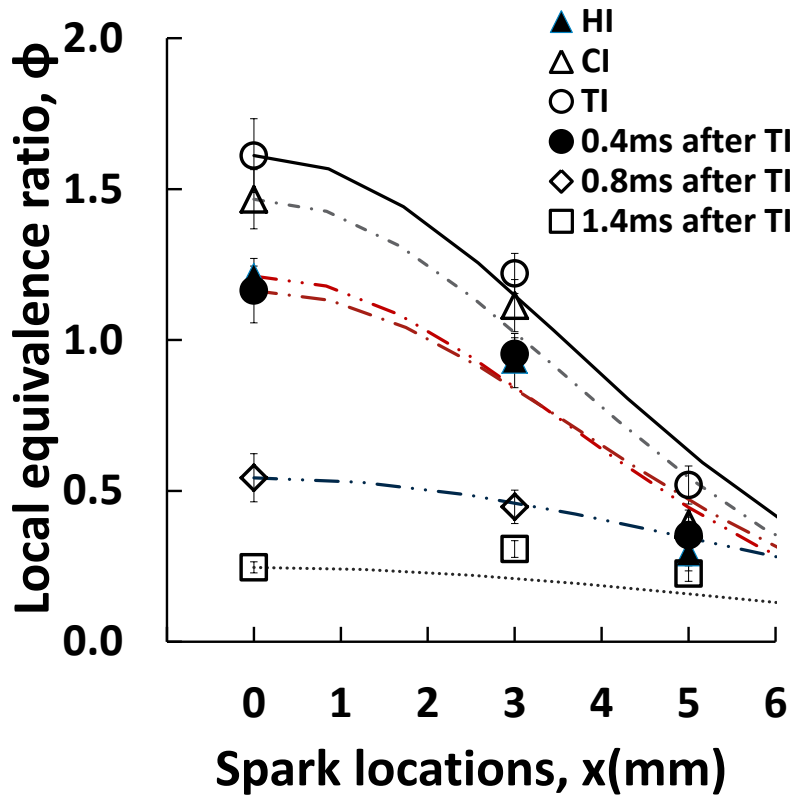 HI
CI
TI
0.4ms after TI
0.8ms after TI
1.4ms after TI
Local equivalence ratio, ϕ
2.0
1.5
1.0
0.5
0.0
0 1 2 3 4 5 6
Spark locations, x(mm)